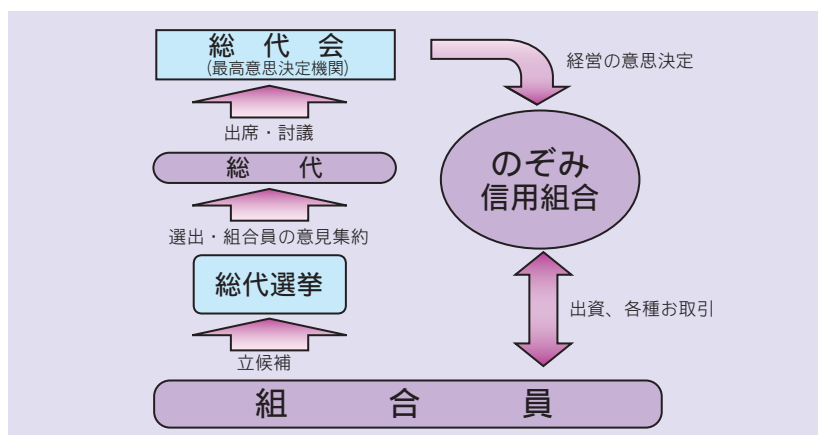 総代会
(最高意思決定機関)
経営の意思決定
出席・討議
総代
のぞみ
信用組合
選出・組合員の意見集約
総代選挙
出資、各種お取引
立候補
組合員